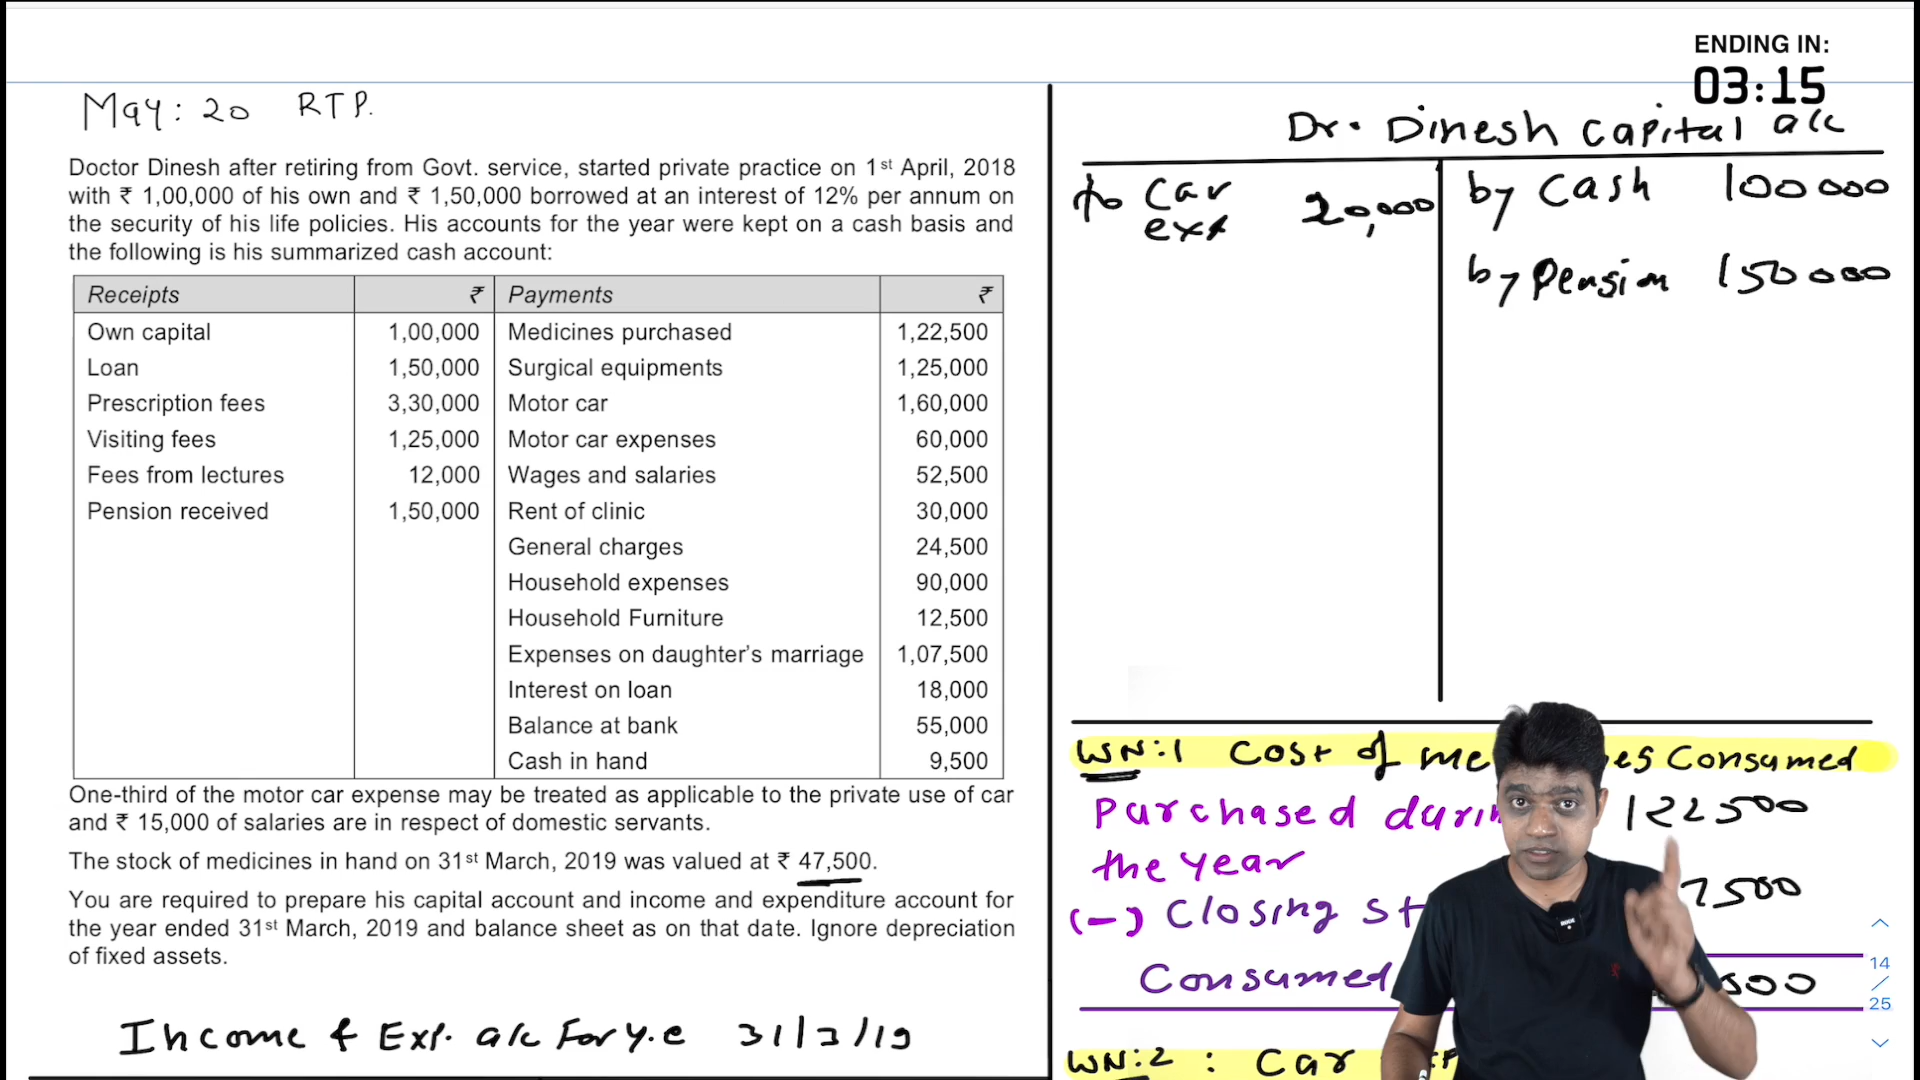 ENDING IN:
03:15
May: 20 RTP.
Doctor Dinesh after retiring from Govt. service, started private practice on 1st April, 2018
with ₹ 1,00,000 of his own and ₹ 1,50,000 borrowed at an interest of 12% per annum on
the security of his life policies. His accounts for the year were kept on a cash basis and
the following is his summarized cash account:
Receipts ₹ Payments ₹
Own capital 1,00,000 Medicines purchased 1,22,500
Loan 1,50,000 Surgical equipments 1,25,000
Prescription fees 3,30,000 Motor car 1,60,000
Visiting fees 1,25,000 Motor car expenses 60,000
Fees from lectures 12,000 Wages and salaries 52,500
Pension received 1,50,000 Rent of clinic 30,000
General charges 24,500
Household expenses 90,000
Household Furniture 12,500
Expenses on daughter's marriage 1,07,500
Interest on loan 18,000
Balance at bank 55,000
Cash in hand 9,500
One-third of the motor car expense may be treated as applicable to the private use of car
and ₹ 15,000 of salaries are in respect of domestic servants.
The stock of medicines in hand on 31st March, 2019 was valued at ₹ 47,500.
You are required to prepare his capital account and income and expenditure account for
the year ended 31st March, 2019 and balance sheet as on that date. Ignore depreciation
of fixed assets.
Income & Exp. a/c For y.e 31/3/19
Dr. Dinesh capital a/c
to Car 20,000 by Cash 100000
exp
by Pension 150000
WN:1 Cost of Consumed
Purchased 122500
the year
(-) Closing
Consumed
WN:2 : Car
14
/
25